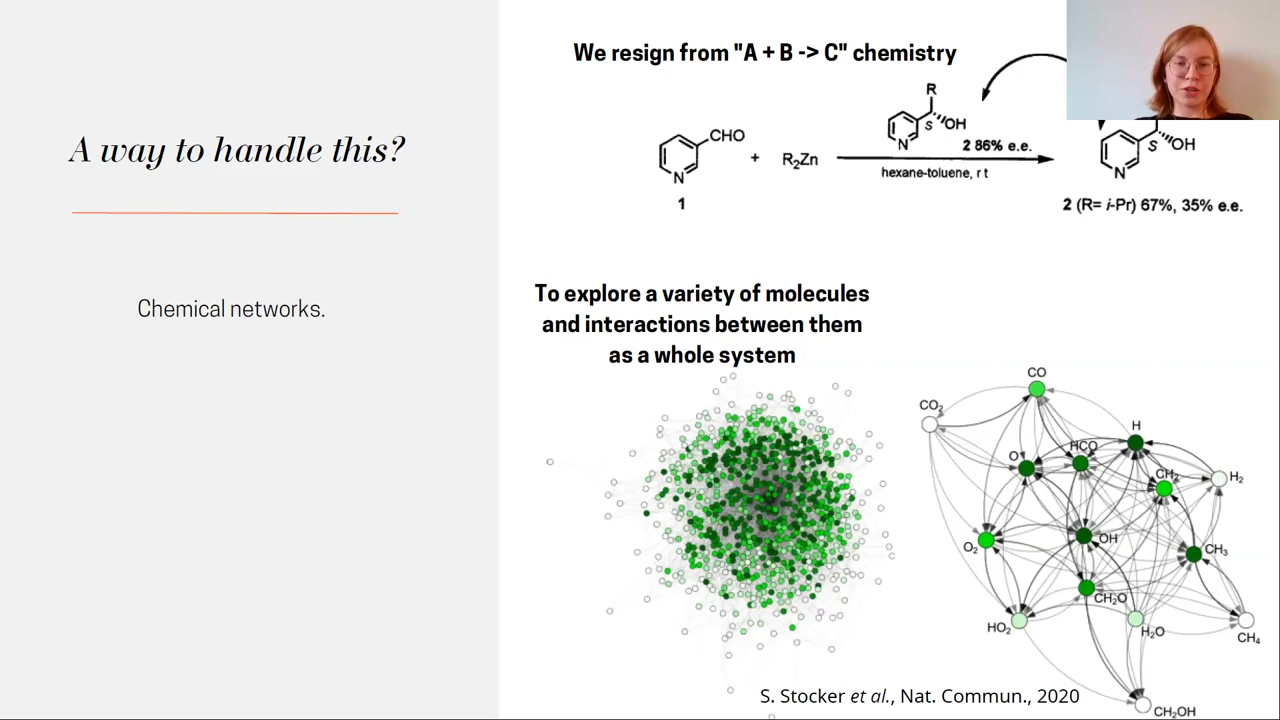 A way to handle this?
Chemical networks.
We resign from "A + B -> C" chemistry
R
CHO
OH
S
N
+
R₂Zn
2 86% e.e.
hexane-toluene, r t
N
1
S
OH
N
2 (R= i-Pr) 67%, 35% e.e.
To explore a variety of molecules
and interactions between them
as a whole system
CO
CO₂
H
HCO
O
CH₂
H₂
O₂
OH
CH₃
CH₂O
HO₂
H₂O
CH₄
S. Stocker et al., Nat. Commun., 2020
CH₂OH